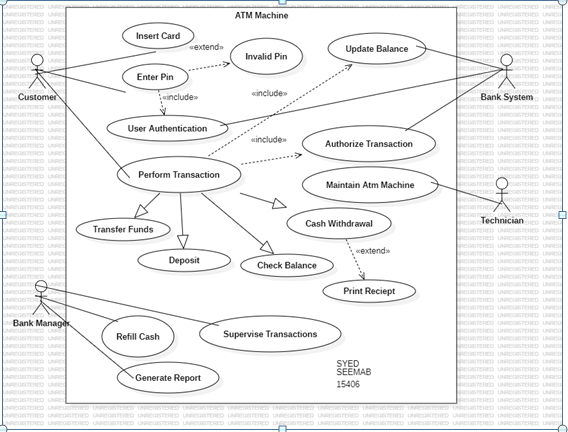 ATM Machine
Insert Card
«extend»
Invalid Pin
Update Balance
Enter Pin
Customer
«include»
«include»
Bank System
User Authentication
«include»
Authorize Transaction
Perform Transaction
Maintain Atm Machine
Technician
Cash Withdrawal
Transfer Funds
«extend»
Deposit
Check Balance
Print Reciept
Bank Manager
Refill Cash
Supervise Transactions
SYED
SEEMAB
15406
Generate Report
UNREGISTERED